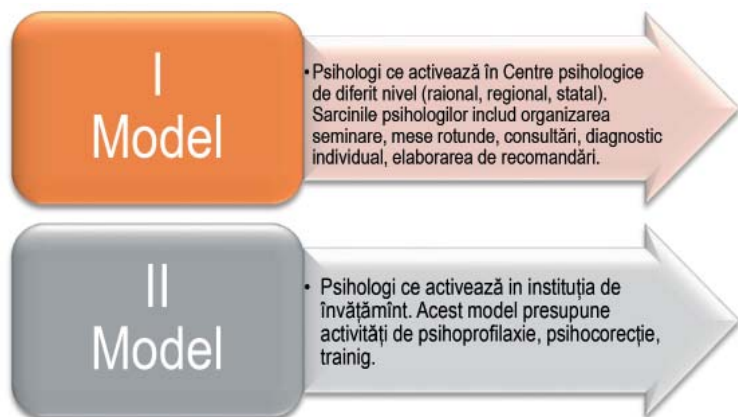 I
Model
• Psihologi ce activează în Centre psihologice
de diferit nivel (raional, regional, statal).
Sarcinile psihologilor includ organizarea
seminare, mese rotunde, consultări, diagnostic
individual, elaborarea de recomandări.
II
Model
• Psihologi ce activează in instituția de
învățămînt. Acest model presupune
activități de psihoprofilaxie, psihocorecție,
trainig.